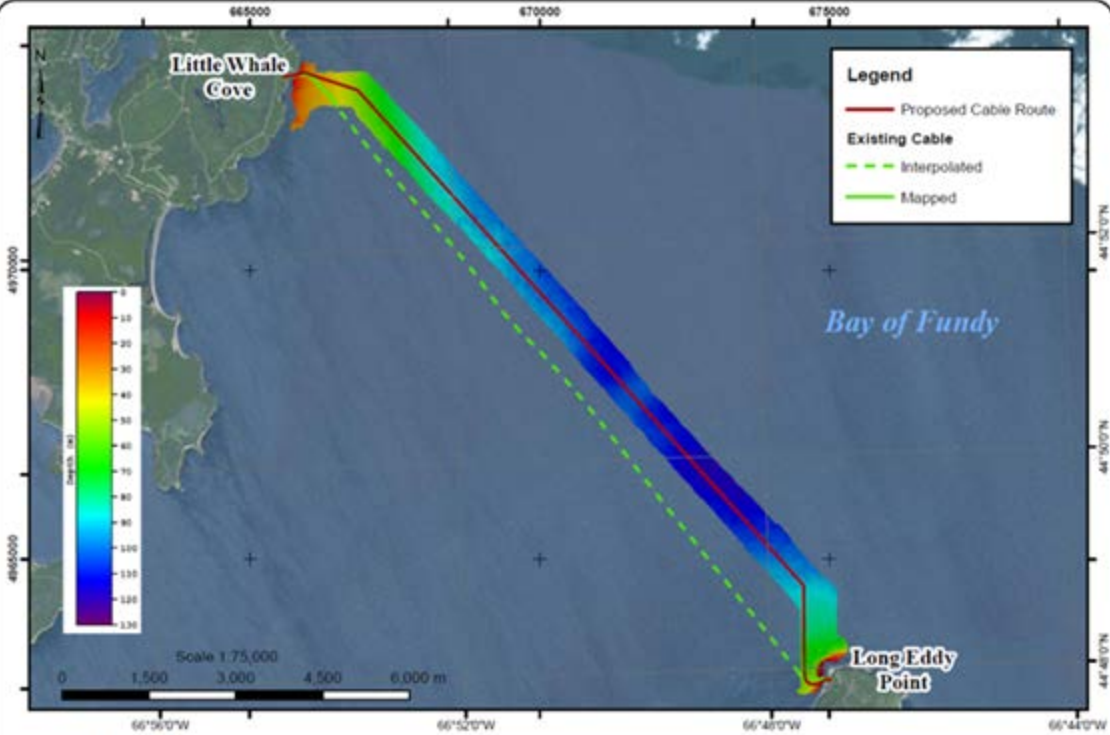 665000
670000
675000
N
Little Whale
Cove
Legend
Proposed Cable Route
Existing Cable
Interpolated
Mapped
44°52'0"N
4970000
Bay of Fundy
0
10
20
30
40
50
60
70
80
90
100
110
120
130
Depth (m)
44°50'0"N
4965000
Scale 1:75,000
0
1,500
3,000
4,500
6,000 m
Long Eddy
Point
44°48'0"N
66°56'0"W
66°52'0"W
66°48'0"W
66°44'0"W